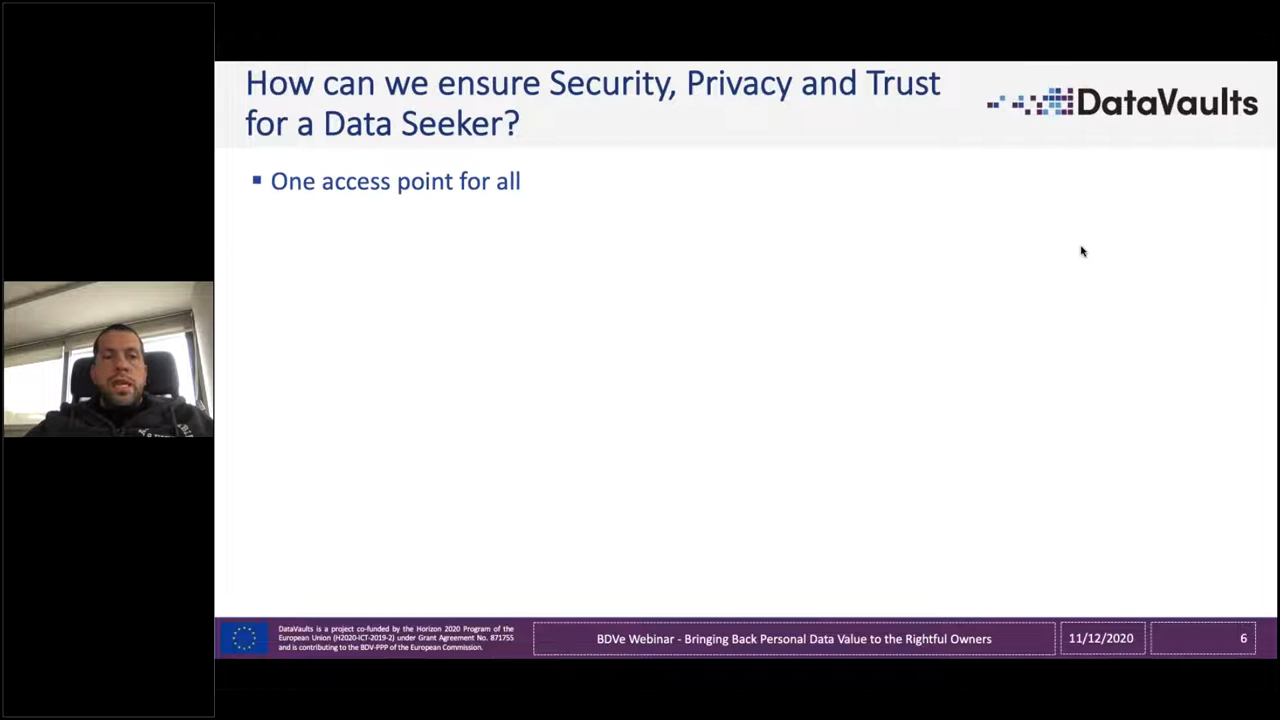 How can we ensure Security, Privacy and Trust
for a Data Seeker?
DataVaults
▪ One access point for all
DataVaults is a project co-funded by the Horizon 2020 Program of the
European Union (H2020-ICT-2019-2) under Grant Agreement No. 871755
and is contributing to the BDV-PPP of the European Commission.
BDVe Webinar - Bringing Back Personal Data Value to the Rightful Owners
11/12/2020
6